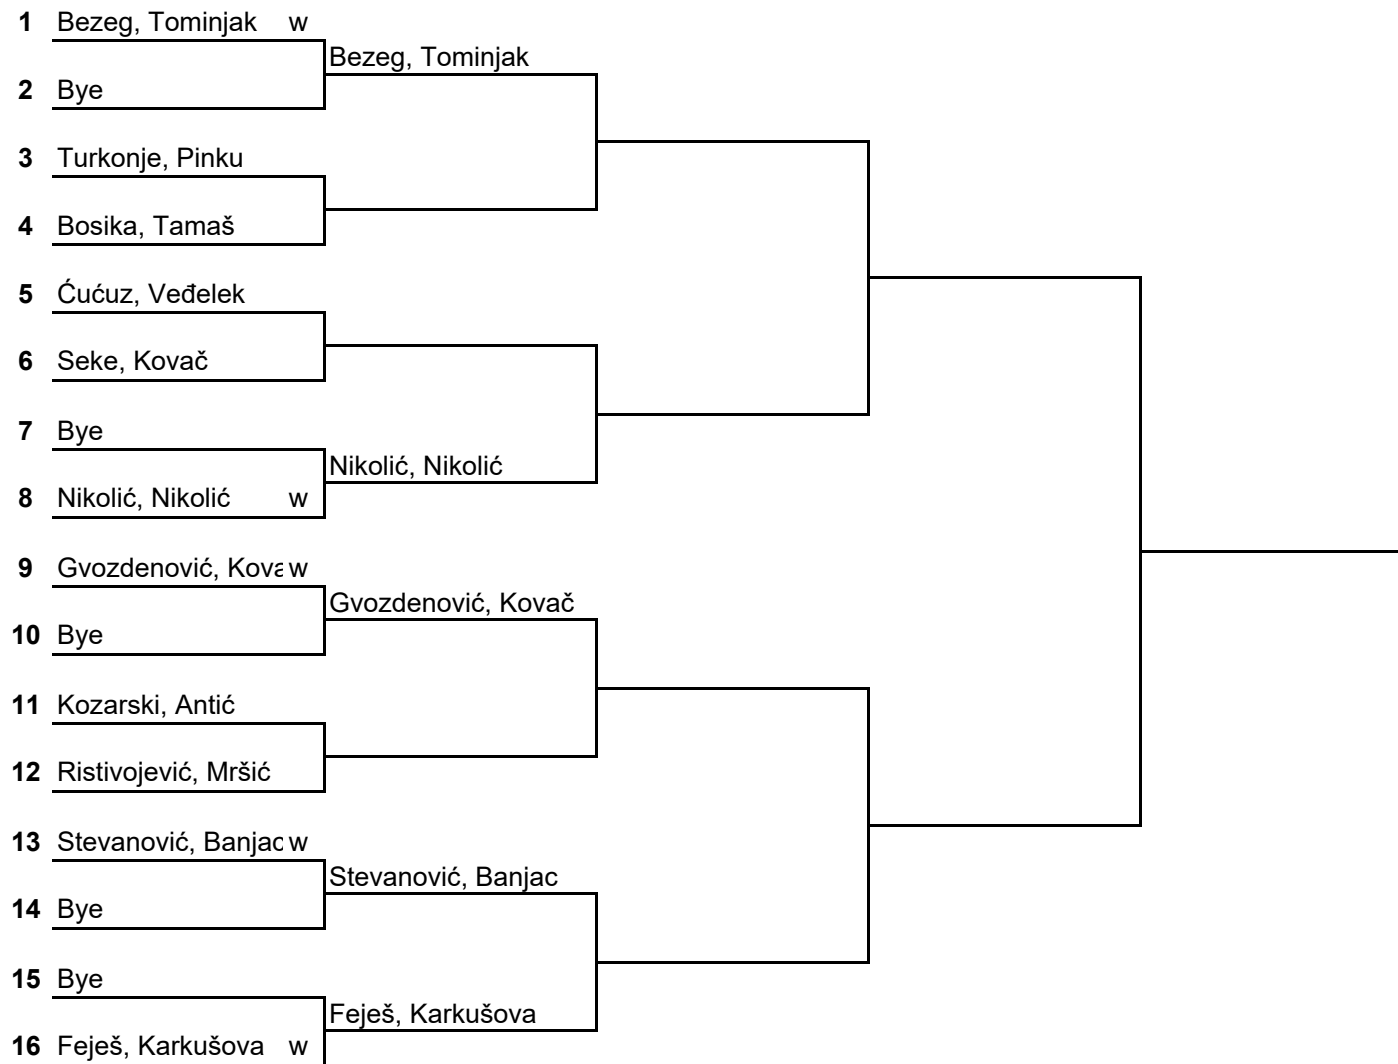 1 Bezeg, Tominjak w
Bezeg, Tominjak
2 Bye
3 Turkonje, Pinku
4 Bosika, Tamaš
5 Ćućuz, Veđelek
6 Seke, Kovač
7 Bye
Nikolić, Nikolić
8 Nikolić, Nikolić w
9 Gvozdenović, Kova w
Gvozdenović, Kovač
10 Bye
11 Kozarski, Antić
12 Ristivojević, Mršić
13 Stevanović, Banjac w
Stevanović, Banjac
14 Bye
15 Bye
Feješ, Karkušova
16 Feješ, Karkušova w